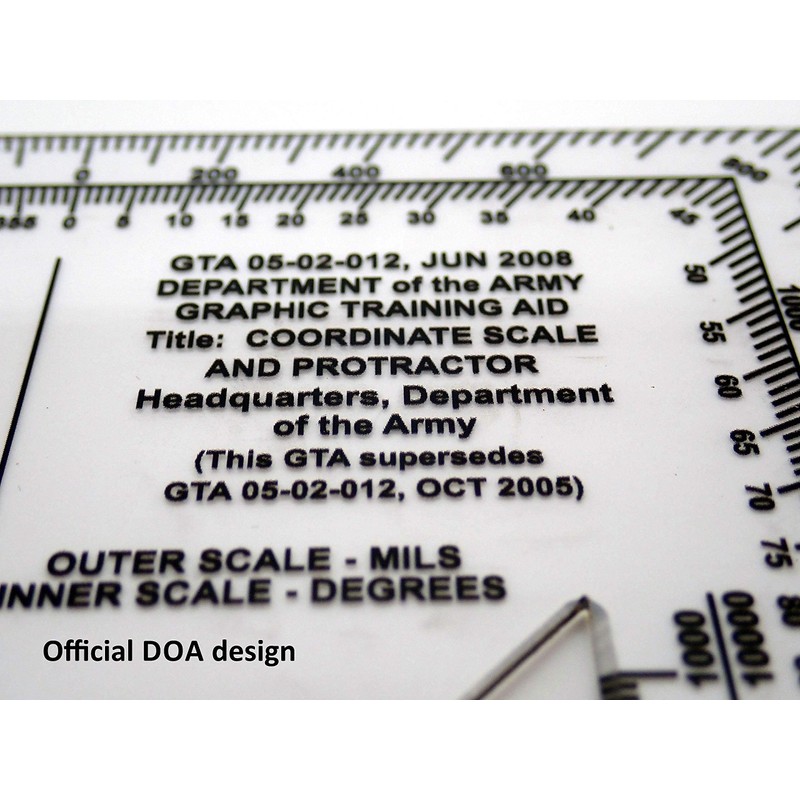 0 200 400 600 800
355 0 5 10 15 20 25 30 35 40 45
GTA 05-02-012, JUN 2008
DEPARTMENT of the ARMY
GRAPHIC TRAINING AID
Title: COORDINATE SCALE
AND PROTRACTOR
Headquarters, Department
of the Army
(This GTA supersedes
GTA 05-02-012, OCT 2005)
50
1000
55
60
65
70
75
80
OUTER SCALE - MILS
INNER SCALE - DEGREES
1000
10000
Official DOA design